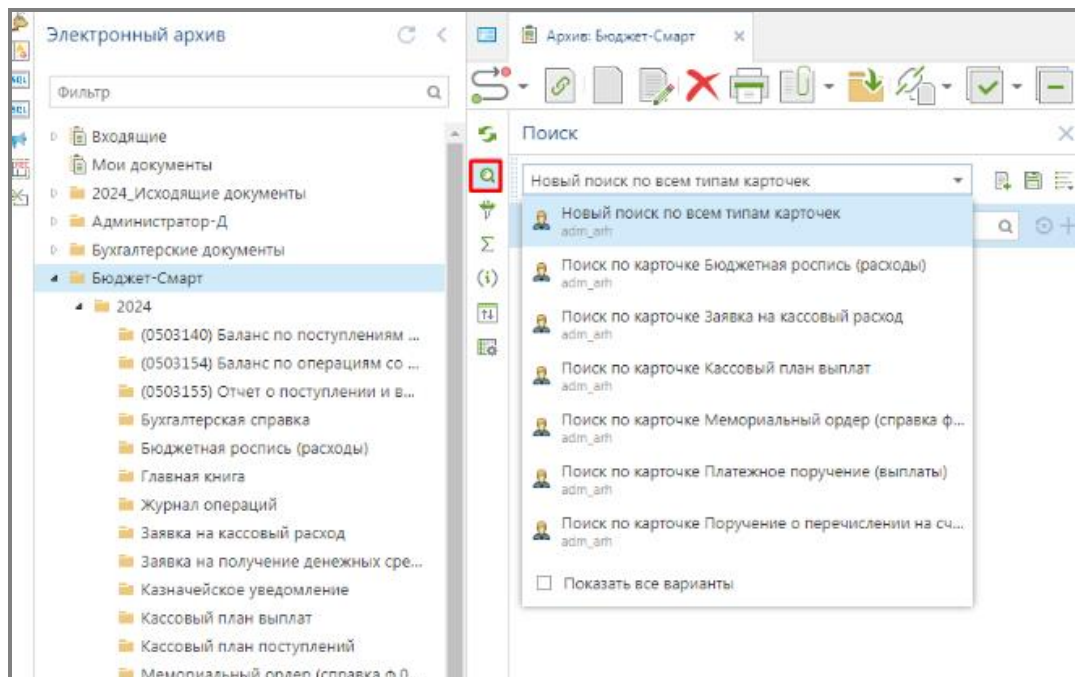 Электронный архив
Фильтр
Входящие
Мои документы
2024_Исходящие документы
Администратор-Д
Бухгалтерские документы
Бюджет-Смарт
2024
(0503140) Баланс по поступлениям ...
(0503154) Баланс по операциям со ...
(0503155) Отчет о поступлении и в...
Бухгалтерская справка
Бюджетная роспись (расходы)
Главная книга
Журнал операций
Заявка на кассовый расход
Заявка на получение денежных сре...
Казначейское уведомление
Кассовый план выплат
Кассовый план поступлений
Мемориальный ордер (справка ф.0...
Архив: Бюджет-Смарт
Поиск
Новый поиск по всем типам карточек
Новый поиск по всем типам карточек
adm_arh
Поиск по карточке Бюджетная роспись (расходы)
adm_arh
Поиск по карточке Заявка на кассовый расход
adm_arh
Поиск по карточке Кассовый план выплат
adm_arh
Поиск по карточке Мемориальный ордер (справка ф...
adm_arh
Поиск по карточке Платежное поручение (выплаты)
adm_arh
Поиск по карточке Поручение о перечислении на сч...
adm_arh
Показать все варианты